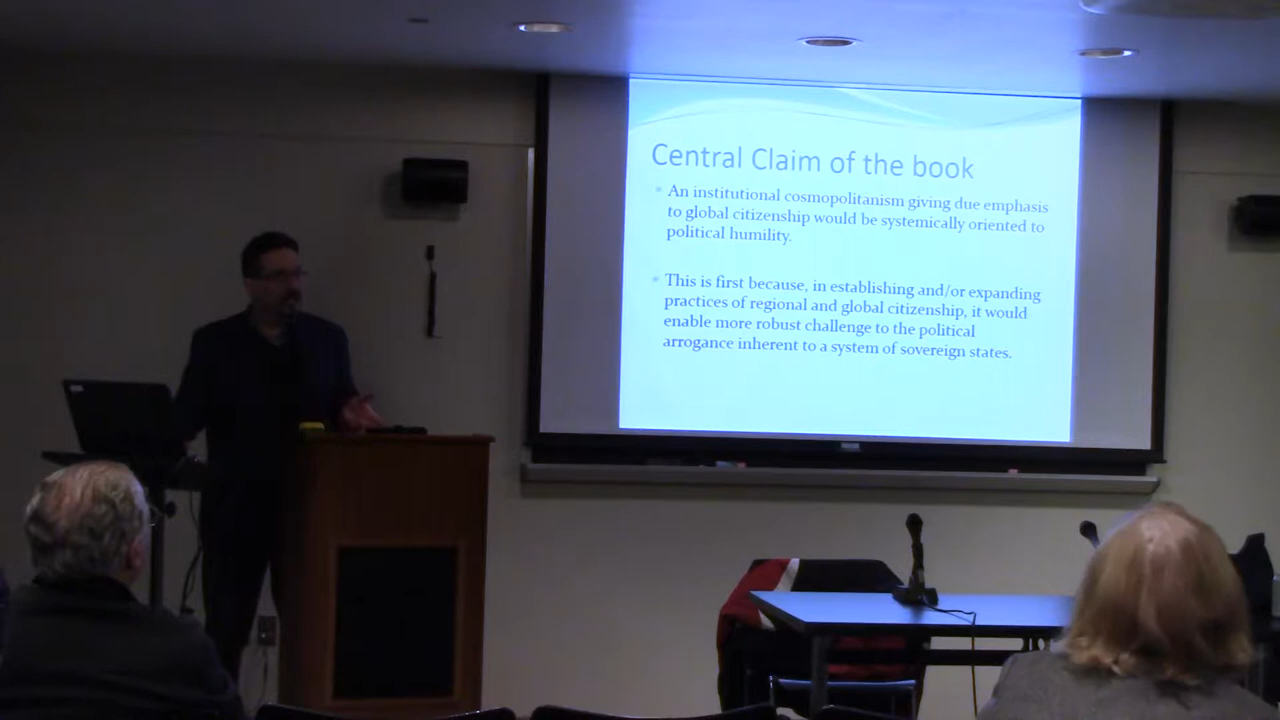 Central Claim of the book
An institutional cosmopolitanism giving due emphasis
to global citizenship would be systemically oriented to
political humility.
This is first because, in establishing and/or expanding
practices of regional and global citizenship, it would
enable more robust challenge to the political
arrogance inherent to a system of sovereign states.